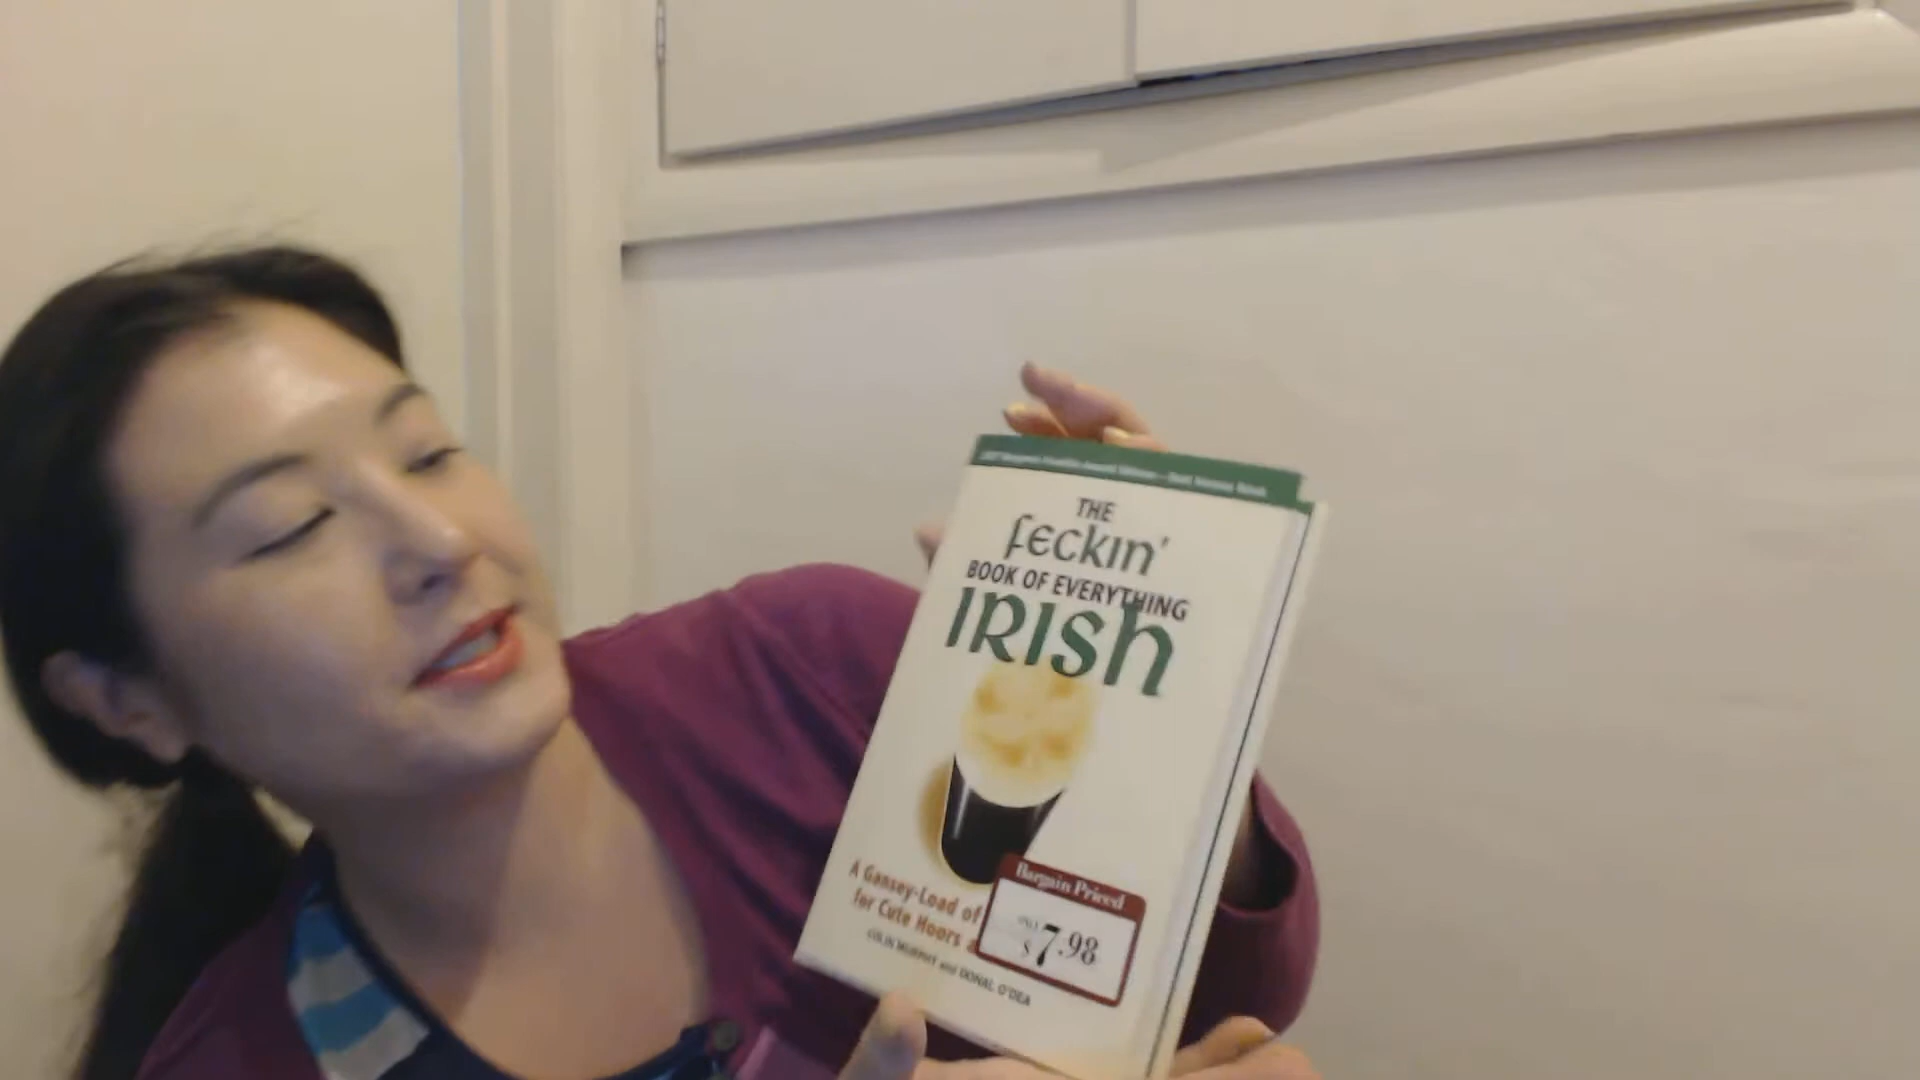 THE
feckin'
BOOK OF EVERYTHING
IRISH
A Gansey-Load of
for Cute Hoors
Bargain Priced
ONLY
$7.98
COLIN MURPHY and DONAL O'DEA